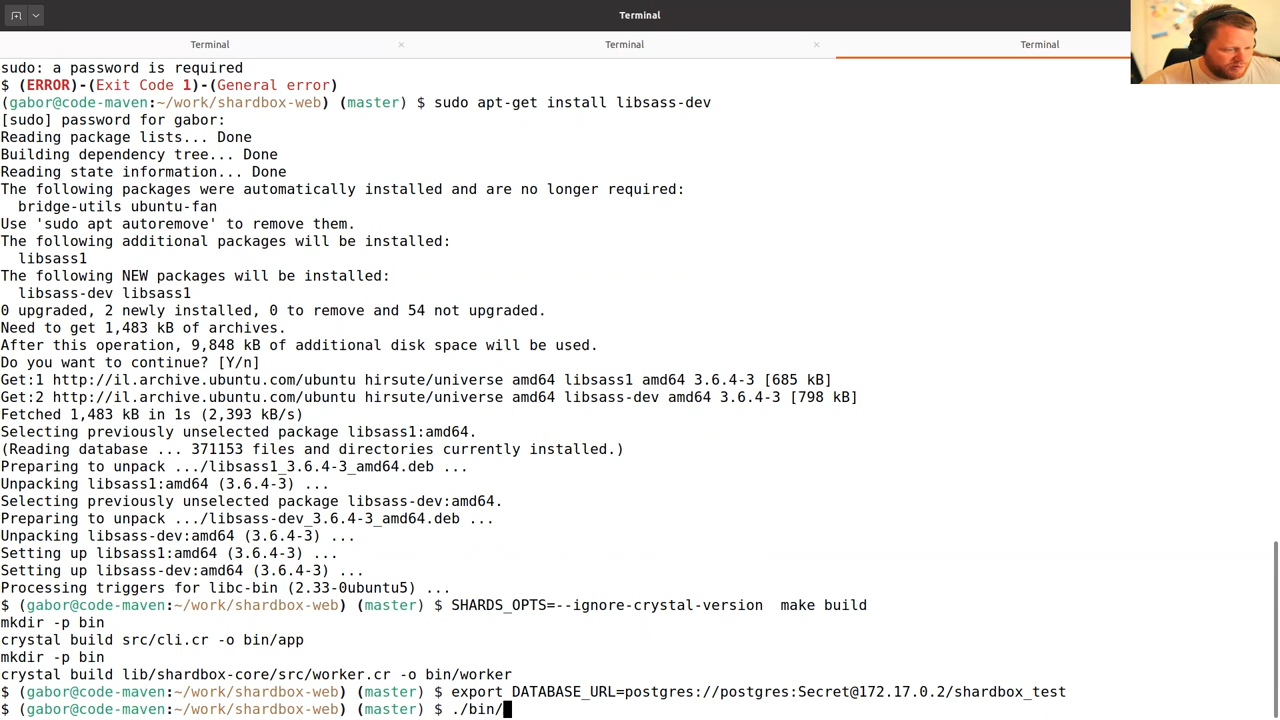 Terminal
Terminal × Terminal × Terminal
sudo: a password is required
$ (ERROR)-(Exit Code 1)-(General error)
(gabor@code-maven:~/work/shardbox-web) (master) $ sudo apt-get install libsass-dev
[sudo] password for gabor:
Reading package lists... Done
Building dependency tree... Done
Reading state information... Done
The following packages were automatically installed and are no longer required:
  bridge-utils ubuntu-fan
Use 'sudo apt autoremove' to remove them.
The following additional packages will be installed:
  libsass1
The following NEW packages will be installed:
  libsass-dev libsass1
0 upgraded, 2 newly installed, 0 to remove and 54 not upgraded.
Need to get 1,483 kB of archives.
After this operation, 9,848 kB of additional disk space will be used.
Do you want to continue? [Y/n]
Get:1 http://il.archive.ubuntu.com/ubuntu hirsute/universe amd64 libsass1 amd64 3.6.4-3 [685 kB]
Get:2 http://il.archive.ubuntu.com/ubuntu hirsute/universe amd64 libsass-dev amd64 3.6.4-3 [798 kB]
Fetched 1,483 kB in 1s (2,393 kB/s)
Selecting previously unselected package libsass1:amd64.
(Reading database ... 371153 files and directories currently installed.)
Preparing to unpack .../libsass1_3.6.4-3_amd64.deb ...
Unpacking libsass1:amd64 (3.6.4-3) ...
Selecting previously unselected package libsass-dev:amd64.
Preparing to unpack .../libsass-dev_3.6.4-3_amd64.deb ...
Unpacking libsass-dev:amd64 (3.6.4-3) ...
Setting up libsass1:amd64 (3.6.4-3) ...
Setting up libsass-dev:amd64 (3.6.4-3) ...
Processing triggers for libc-bin (2.33-0ubuntu5) ...
$ (gabor@code-maven:~/work/shardbox-web) (master) $ SHARDS_OPTS=--ignore-crystal-version  make build
mkdir -p bin
crystal build src/cli.cr -o bin/app
mkdir -p bin
crystal build lib/shardbox-core/src/worker.cr -o bin/worker
$ (gabor@code-maven:~/work/shardbox-web) (master) $ export DATABASE_URL=postgres://postgres:Secret@172.17.0.2/shardbox_test
$ (gabor@code-maven:~/work/shardbox-web) (master) $ ./bin/